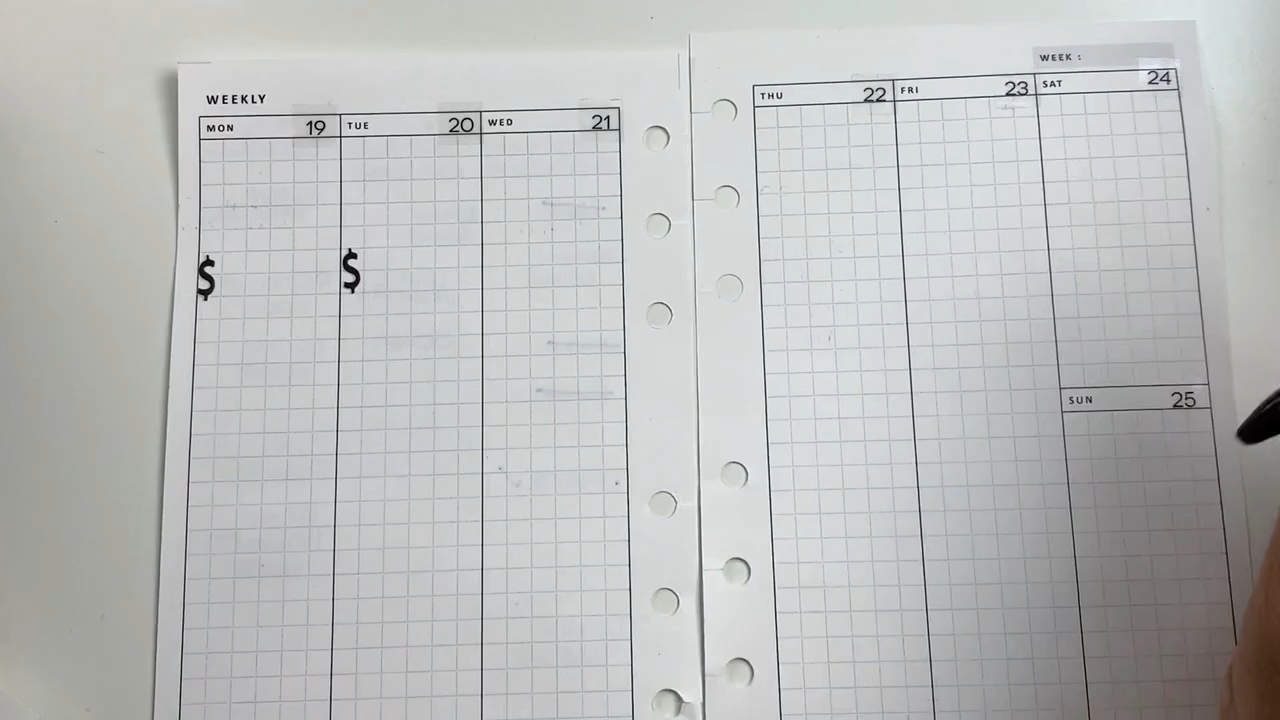 WEEKLY
MON 19 TUE 20 WED 21
$ $
WEEK :
THU 22 FRI 23 SAT 24
SUN 25